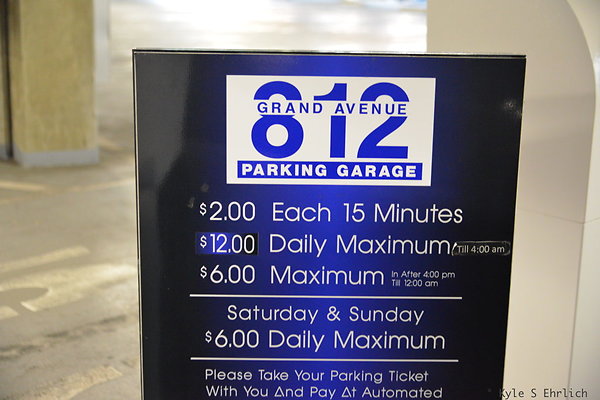 812
GRAND AVENUE
PARKING GARAGE
$2.00 Each 15 Minutes
$12.00 Daily Maximum Till 4:00 am
$6.00 Maximum In After 4:00 pm
Till 12:00 am
Saturday & Sunday
$6.00 Daily Maximum
Please Take Your Parking Ticket
With You And Pay At Automated
Kyle S Ehrlich